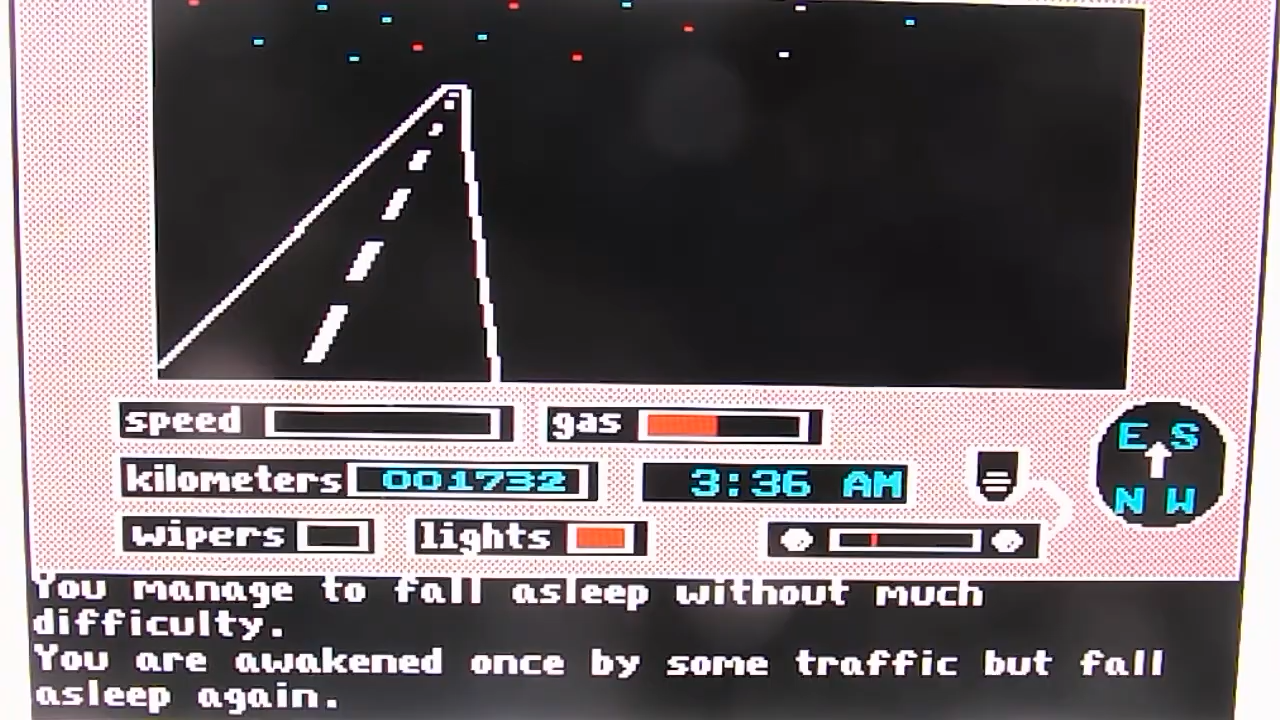 speed
gas
kilometers 001732
3:36 AM
E S
N W
wipers
lights
You manage to fall asleep without much
difficulty.
You are awakened once by some traffic but fall
asleep again.